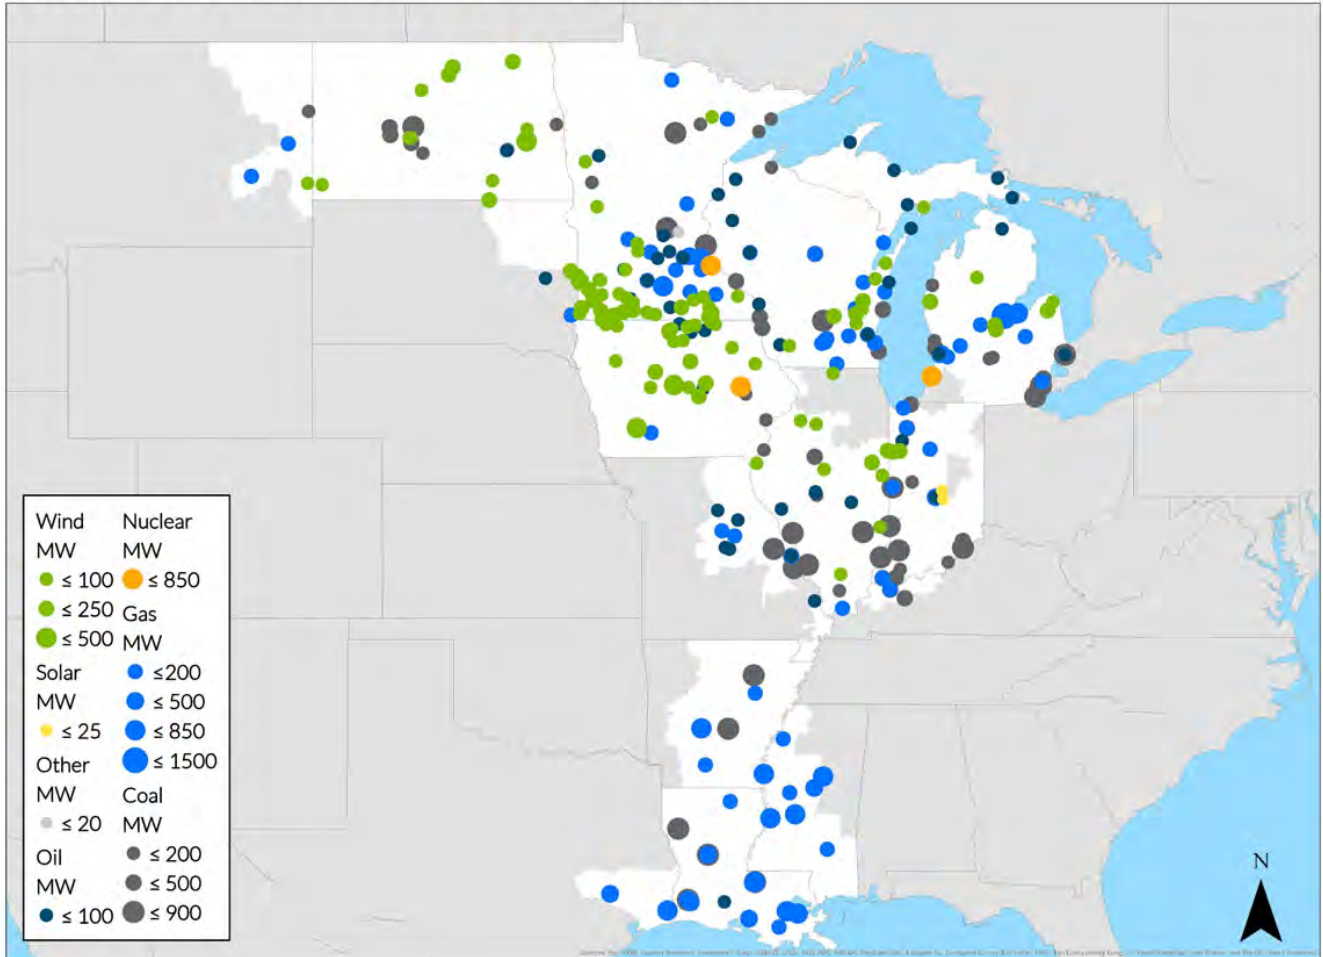 Wind
MW
≤ 100
≤ 250
≤ 500
Solar
MW
≤ 25
Other
MW
≤ 20
Oil
MW
≤ 100
Nuclear
MW
≤ 850
Gas
MW
≤200
≤ 500
≤ 850
≤ 1500
Coal
MW
≤ 200
≤ 500
≤ 900
N